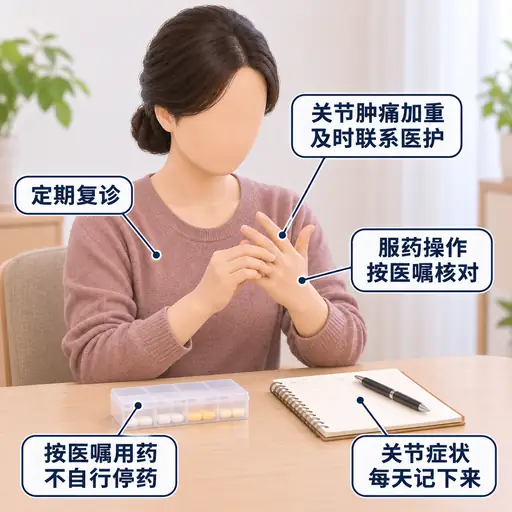 关节肿痛加重
及时联系医护
定期复诊
服药操作
按医嘱核对
按医嘱用药
不自行停药
关节症状
每天记下来